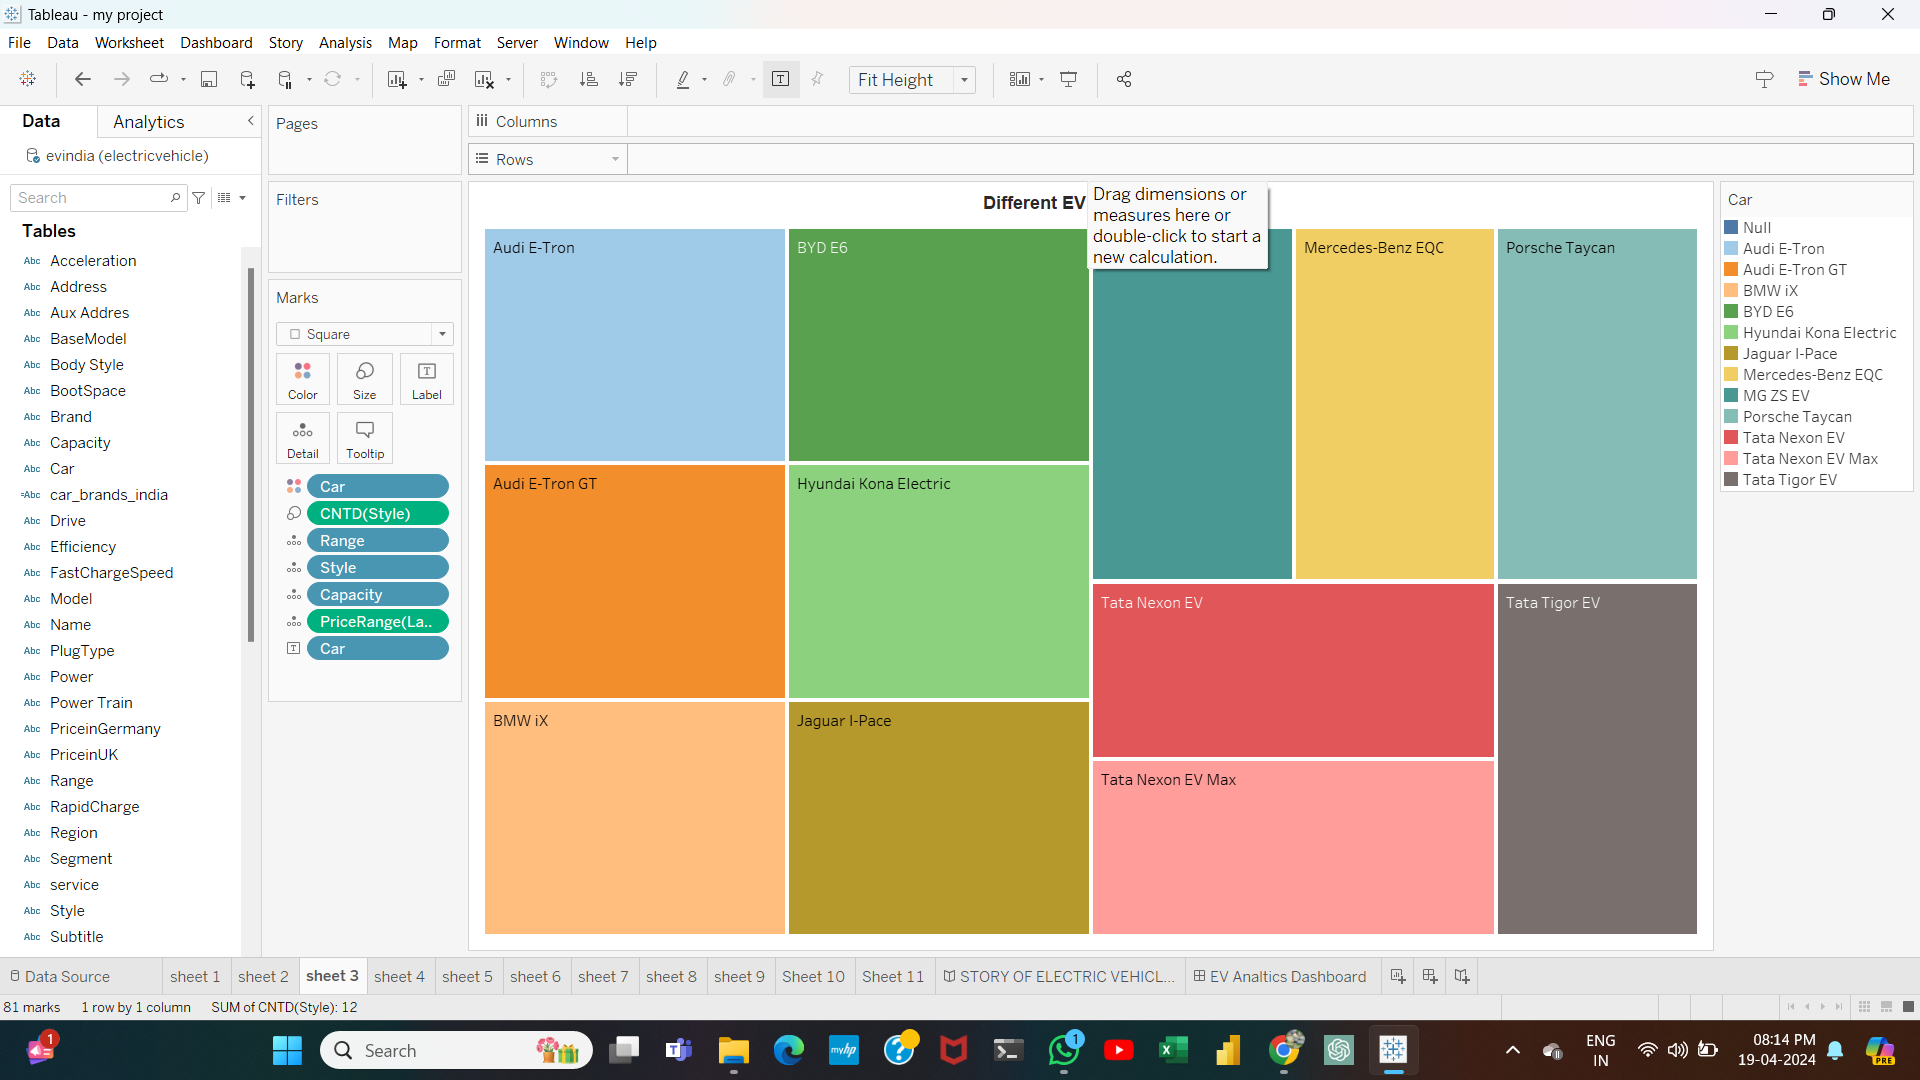 Tableau - my project
File Data Worksheet Dashboard Story Analysis Map Format Server Window Help
Fit Height
Show Me
Data
Analytics
Pages
Columns
Rows
evindia (electricvehicle)
Search
Filters
Tables
Acceleration
Address
Aux Addres
BaseModel
Body Style
BootSpace
Brand
Capacity
Car
car_brands_india
Drive
Efficiency
FastChargeSpeed
Model
Name
PlugType
Power
Power Train
PriceinGermany
PriceinUK
Range
RapidCharge
Region
Segment
service
Style
Subtitle
Marks
Square
Color
Size
Label
Detail
Tooltip
Car
CNTD(Style)
Range
Style
Capacity
PriceRange(La..
Car
Different EV
Drag dimensions or
measures here or
double-click to start a
new calculation.
Audi E-Tron
BYD E6
Mercedes-Benz EQC
Porsche Taycan
Audi E-Tron GT
Hyundai Kona Electric
Tata Nexon EV
Tata Tigor EV
BMW iX
Jaguar I-Pace
Tata Nexon EV Max
Car
Null
Audi E-Tron
Audi E-Tron GT
BMW iX
BYD E6
Hyundai Kona Electric
Jaguar I-Pace
Mercedes-Benz EQC
MG ZS EV
Porsche Taycan
Tata Nexon EV
Tata Nexon EV Max
Tata Tigor EV
Data Source
sheet 1
sheet 2
sheet 3
sheet 4
sheet 5
sheet 6
sheet 7
sheet 8
sheet 9
Sheet 10
Sheet 11
STORY OF ELECTRIC VEHICL...
EV Analtics Dashboard
81 marks 1 row by 1 column SUM of CNTD(Style): 12
1
Search
myhp
1
ENG
IN
08:14 PM
19-04-2024
PRE